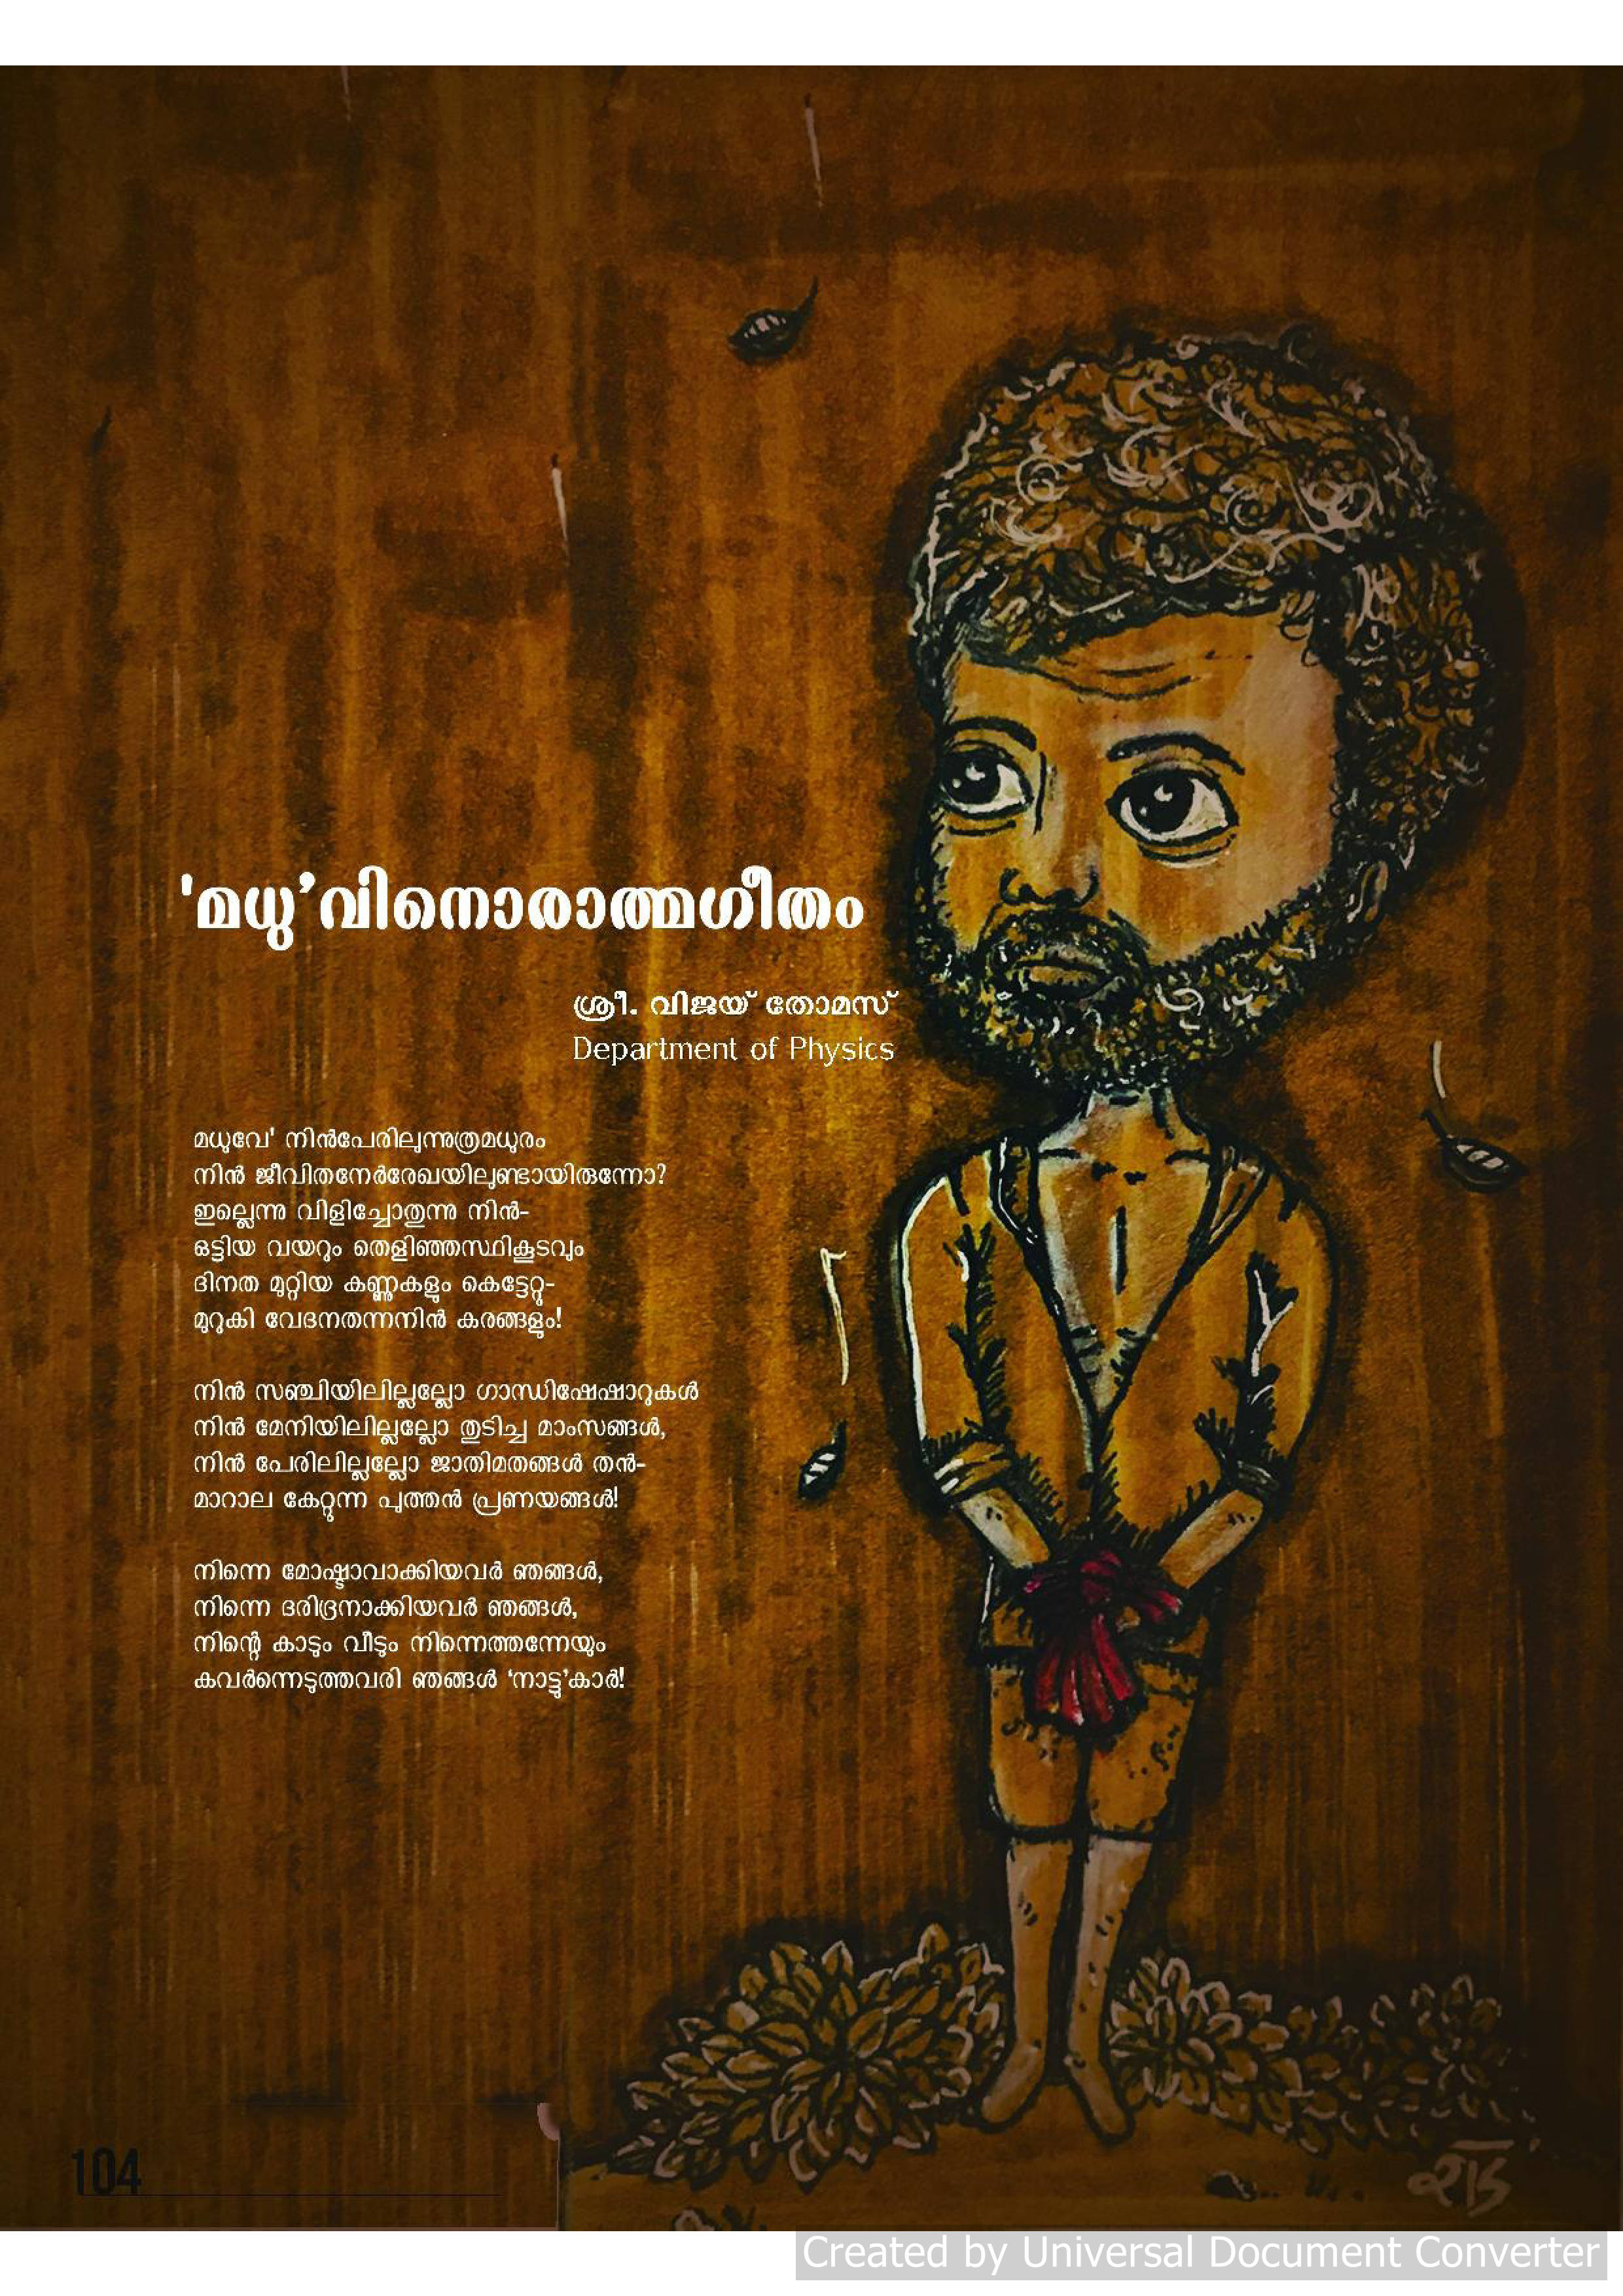 'മധു’വിനൊരാത്മഗീതം
ശ്രീ. വിജയ് തോമസ്
Department of Physics
മധുവേ' നിൻപേരിലുന്നുത്രമധുരം
നിൻ ജീവിതനേർരേഖയിലുണ്ടായിരുന്നോ?
ഇല്ലെന്നു വിളിച്ചോതുന്നു നിൻ-
ഒട്ടിയ വയറും തെളിഞ്ഞസ്ഥികൂടവും
ദിനത മുറ്റിയ കണ്ണുകളും കെട്ടേറ്റു-
മുറുകി വേദനതന്നനിൻ കരങ്ങളും!
നിൻ സഞ്ചിയിലില്ലല്ലോ ഗാന്ധിഷേഷാറുകൾ
നിൻ മേനിയിലില്ലല്ലോ തുടിച്ച മാംസങ്ങൾ,
നിൻ പേരിലില്ലല്ലോ ജാതിമതങ്ങൾ തൻ-
മാറാല കേറ്റുന്ന പുത്തൻ പ്രണയങ്ങൾ!
നിന്നെ മോഷ്ടാവാക്കിയവർ ഞങ്ങൾ,
നിന്നെ ദരിദ്രനാക്കിയവർ ഞങ്ങൾ,
നിന്റെ കാടും വീടും നിന്നെത്തന്നേയും
കവർന്നെടുത്തവരി ഞങ്ങൾ ‘നാട്ടു’കാർ!
104
Created by Universal Document Converter